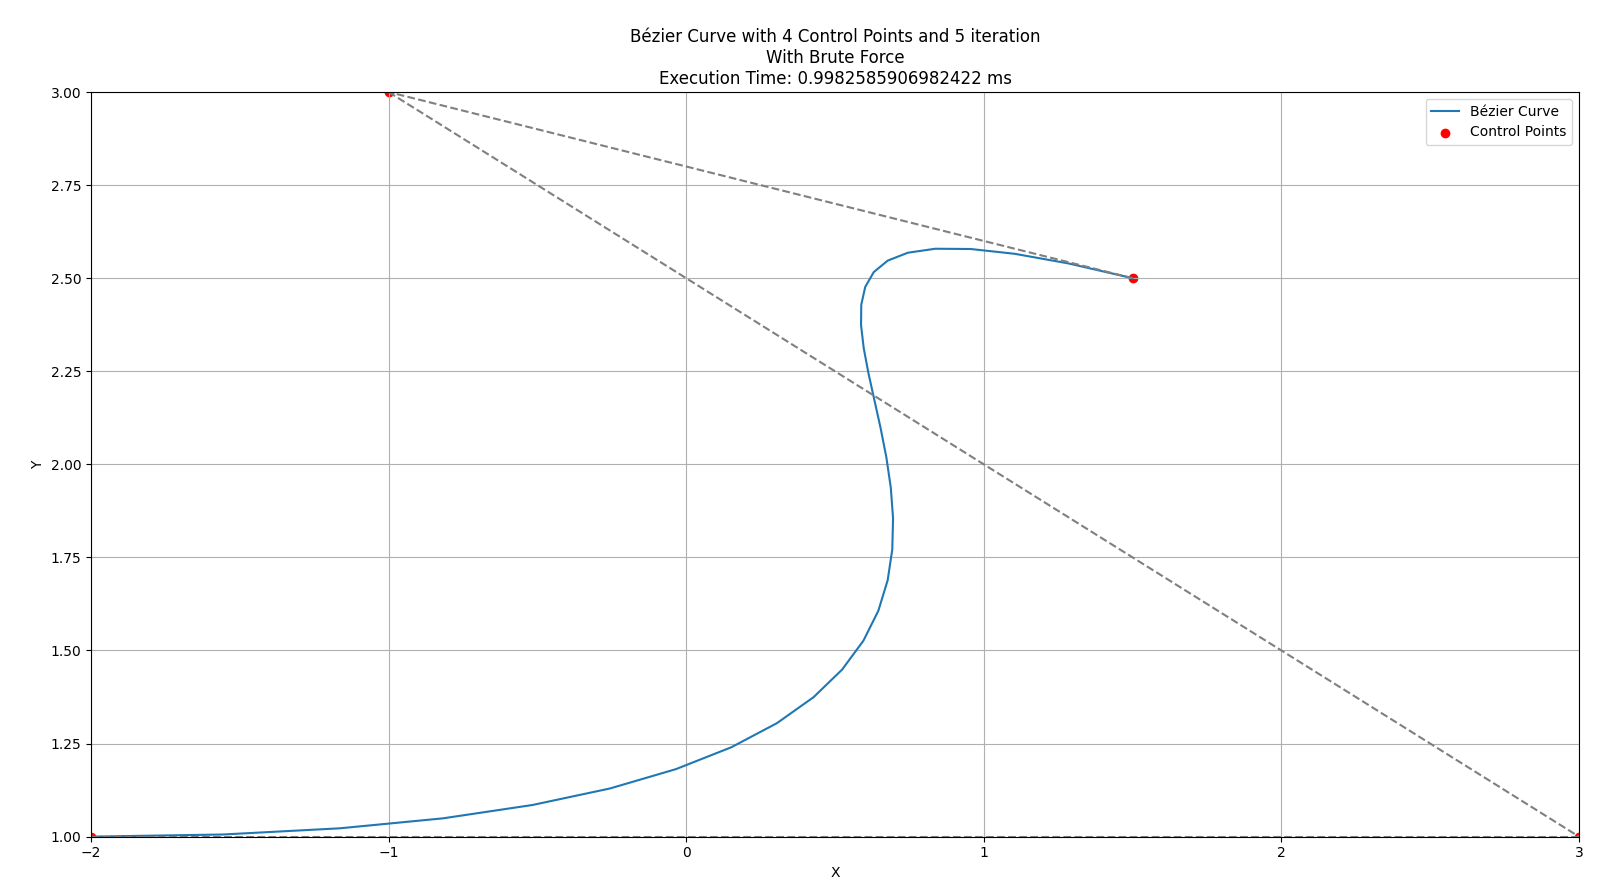 Bézier Curve with 4 Control Points and 5 iteration
With Brute Force
Execution Time: 0.9982585906982422 ms
Bézier Curve
Control Points
3.00
2.75
2.50
2.25
2.00
1.75
1.50
1.25
1.00
Y
−2
−1
0
1
2
3
X